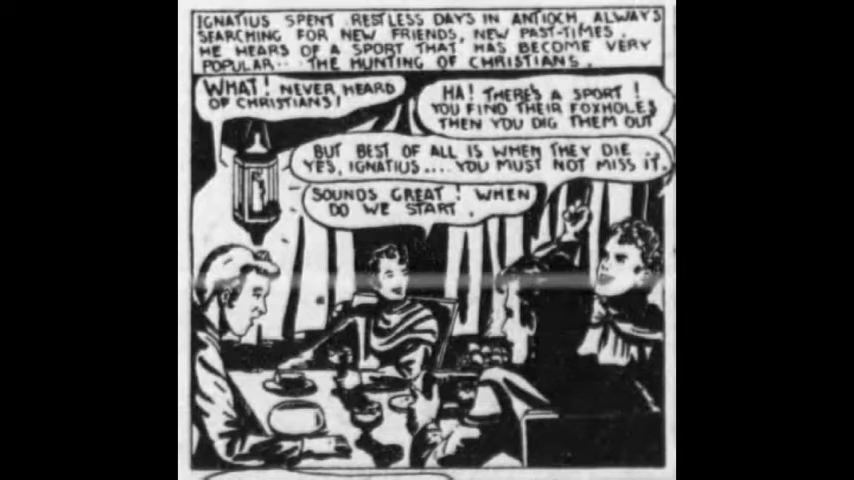 IGNATIUS SPENT RESTLESS DAYS IN ANTIOCH, ALWAYS
SEARCHING FOR NEW FRIENDS, NEW PAST-TIMES.
HE HEARS OF A SPORT THAT HAS BECOME VERY
POPULAR.. THE HUNTING OF CHRISTIANS.
WHAT! NEVER HEARD
OF CHRISTIANS!
HA! THERE'S A SPORT!
YOU FIND THEIR FOXHOLES
THEN YOU DIG THEM OUT
BUT BEST OF ALL IS WHEN THEY DIE..
YES, IGNATIUS.... YOU MUST NOT MISS IT.
SOUNDS GREAT! WHEN
DO WE START.